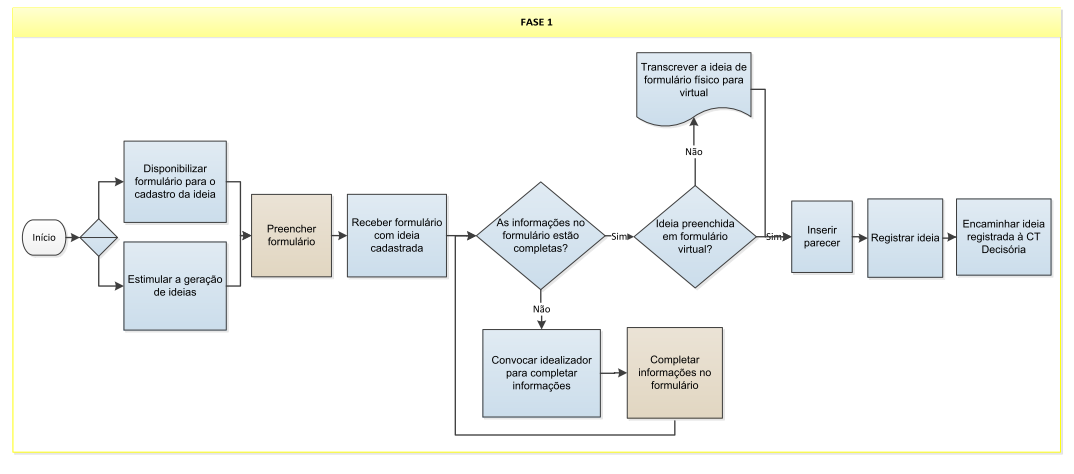 FASE 1
Início
Disponibilizar
formulário para o
cadastro da ideia
Estimular a geração
de ideias
Preencher
formulário
Receber formulário
com ideia
cadastrada
As informações no
formulário estão
completas?
Sim
Não
Convocar idealizador
para completar
informações
Completar
informações no
formulário
Ideia preenchida
em formulário
virtual?
Não
Transcrever a ideia de
formulário físico para
virtual
Sim
Inserir
parecer
Registrar ideia
Encaminhar ideia
registrada à CT
Decisória